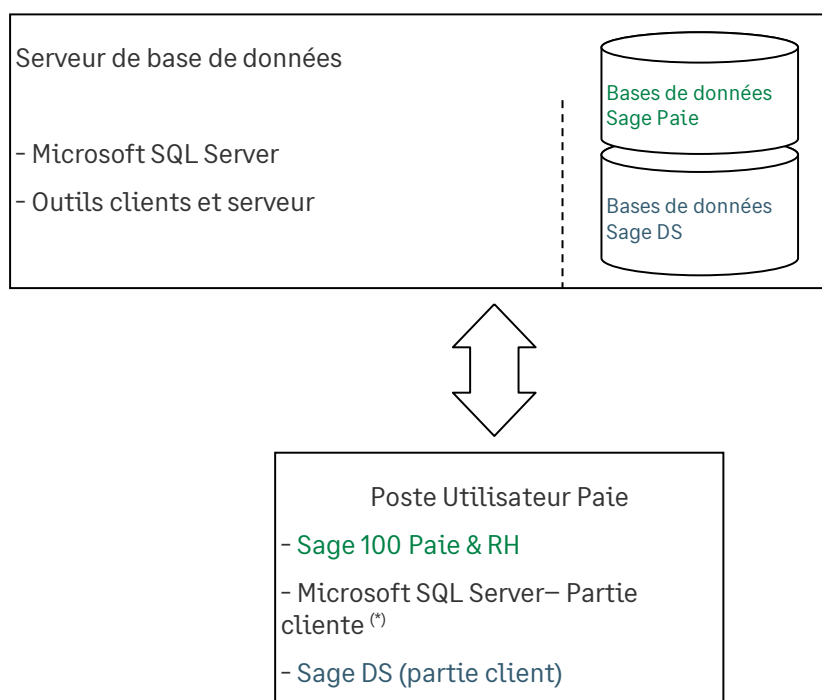 Serveur de base de données
- Microsoft SQL Server
- Outils clients et serveur
Bases de données
Sage Paie
Bases de données
Sage DS
Poste Utilisateur Paie
- Sage 100 Paie & RH
- Microsoft SQL Server– Partie
cliente (*)
- Sage DS (partie client)